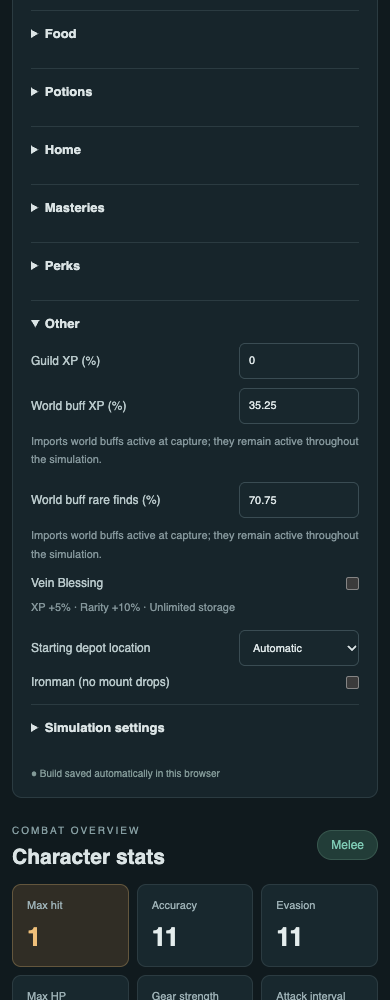 Food
Potions
Home
Masteries
Perks
Other
Guild XP (%)
0
World buff XP (%)
35.25
Imports world buffs active at capture; they remain active throughout
the simulation.
World buff rare finds (%)
70.75
Imports world buffs active at capture; they remain active throughout
the simulation.
Vein Blessing
XP +5% · Rarity +10% · Unlimited storage
Starting depot location
Automatic
Ironman (no mount drops)
Simulation settings
Build saved automatically in this browser
COMBAT OVERVIEW
Character stats
Melee
Max hit
1
Accuracy
11
Evasion
11
Max HP
Gear strength
Attack interval